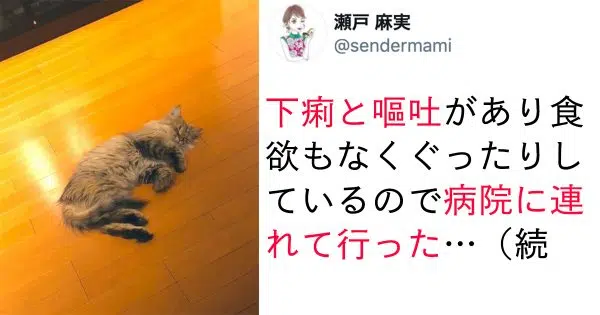 瀬戸 麻実
@sendermami
下痢と嘔吐があり食
欲もなくぐったりし
ているので病院に連
れて行った…（続